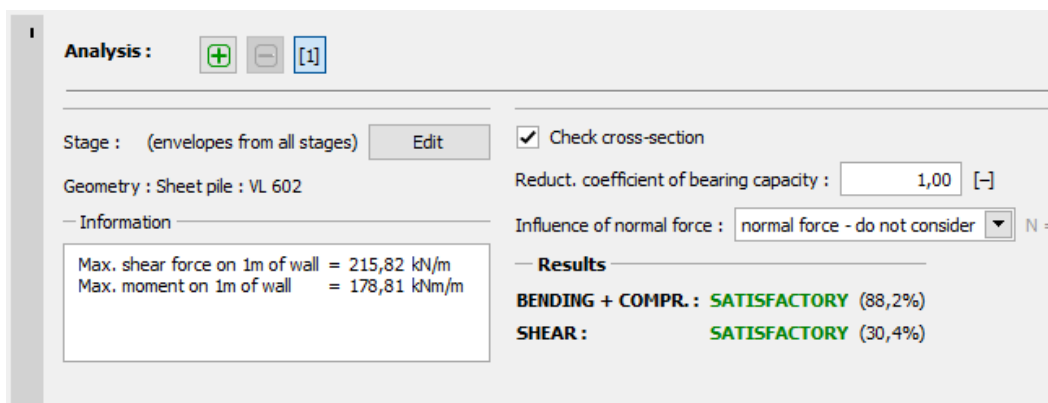 Analysis : [1]
Stage : (envelopes from all stages) Edit
Geometry : Sheet pile : VL 602
Information
Max. shear force on 1m of wall = 215,82 kN/m
Max. moment on 1m of wall = 178,81 kNm/m
Check cross-section
Reduct. coefficient of bearing capacity : 1,00 [–]
Influence of normal force : normal force - do not consider N =
Results
BENDING + COMPR. : SATISFACTORY (88,2%)
SHEAR : SATISFACTORY (30,4%)